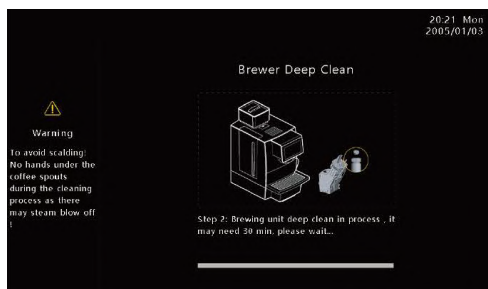 20:21 Mon
2005/01/03
Brewer Deep Clean
Warning
To avoid scalding:
No hands under the
coffee spouts
during the cleaning
process as there
may steam blow off
!
Step 2: Brewing unit deep clean in process , it
may need 30 min, please wait...